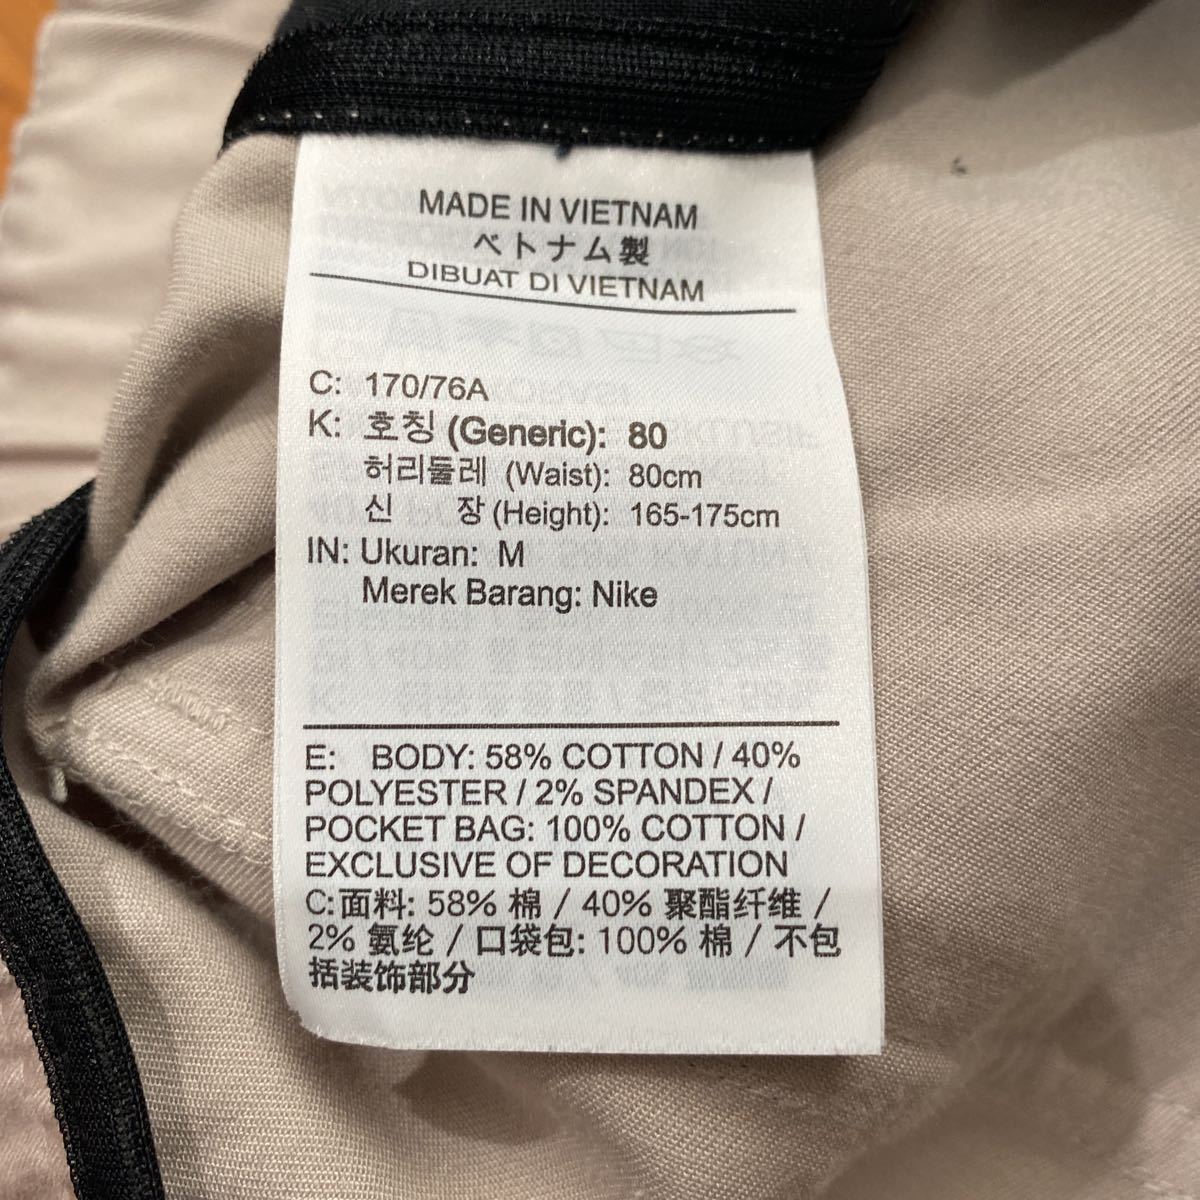 MADE IN VIETNAM
ベトナム製
DIBUAT DI VIETNAM
C: 170/76A
K: 호칭 (Generic): 80
허리둘레 (Waist): 80cm
신 장 (Height): 165-175cm
IN: Ukuran: M
Merek Barang: Nike
E: BODY: 58% COTTON / 40%
POLYESTER / 2% SPANDEX /
POCKET BAG: 100% COTTON /
EXCLUSIVE OF DECORATION
C:面料: 58% 棉 / 40% 聚酯纤维 /
2% 氨纶 / 口袋包: 100% 棉 / 不包
括装饰部分